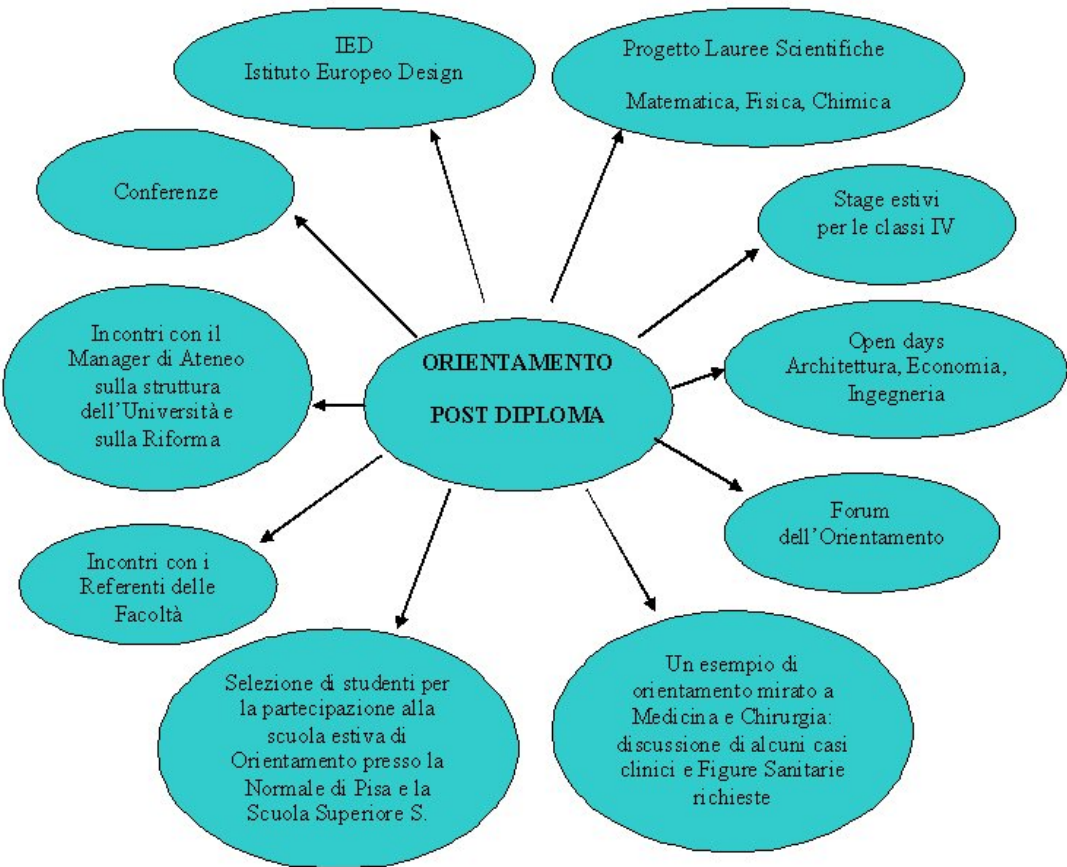 IED
Istituto Europeo Design
Progetto Lauree Scientifiche
Matematica, Fisica, Chimica
Conferenze
Stage estivi
per le classi IV
Incontri con il
Manager di Ateneo
sulla struttura
dell'Università e
sulla Riforma
ORIENTAMENTO
POST DIPLOMA
Open days
Architettura, Economia,
Ingegneria
Forum
dell'Orientamento
Incontri con i
Referenti delle
Facoltà
Selezione di studenti per
la partecipazione alla
scuola estiva di
Orientamento presso la
Normale di Pisa e la
Scuola Superiore S.
Un esempio di
orientamento mirato a
Medicina e Chirurgia:
discussione di alcuni casi
clinici e Figure Sanitarie
richieste